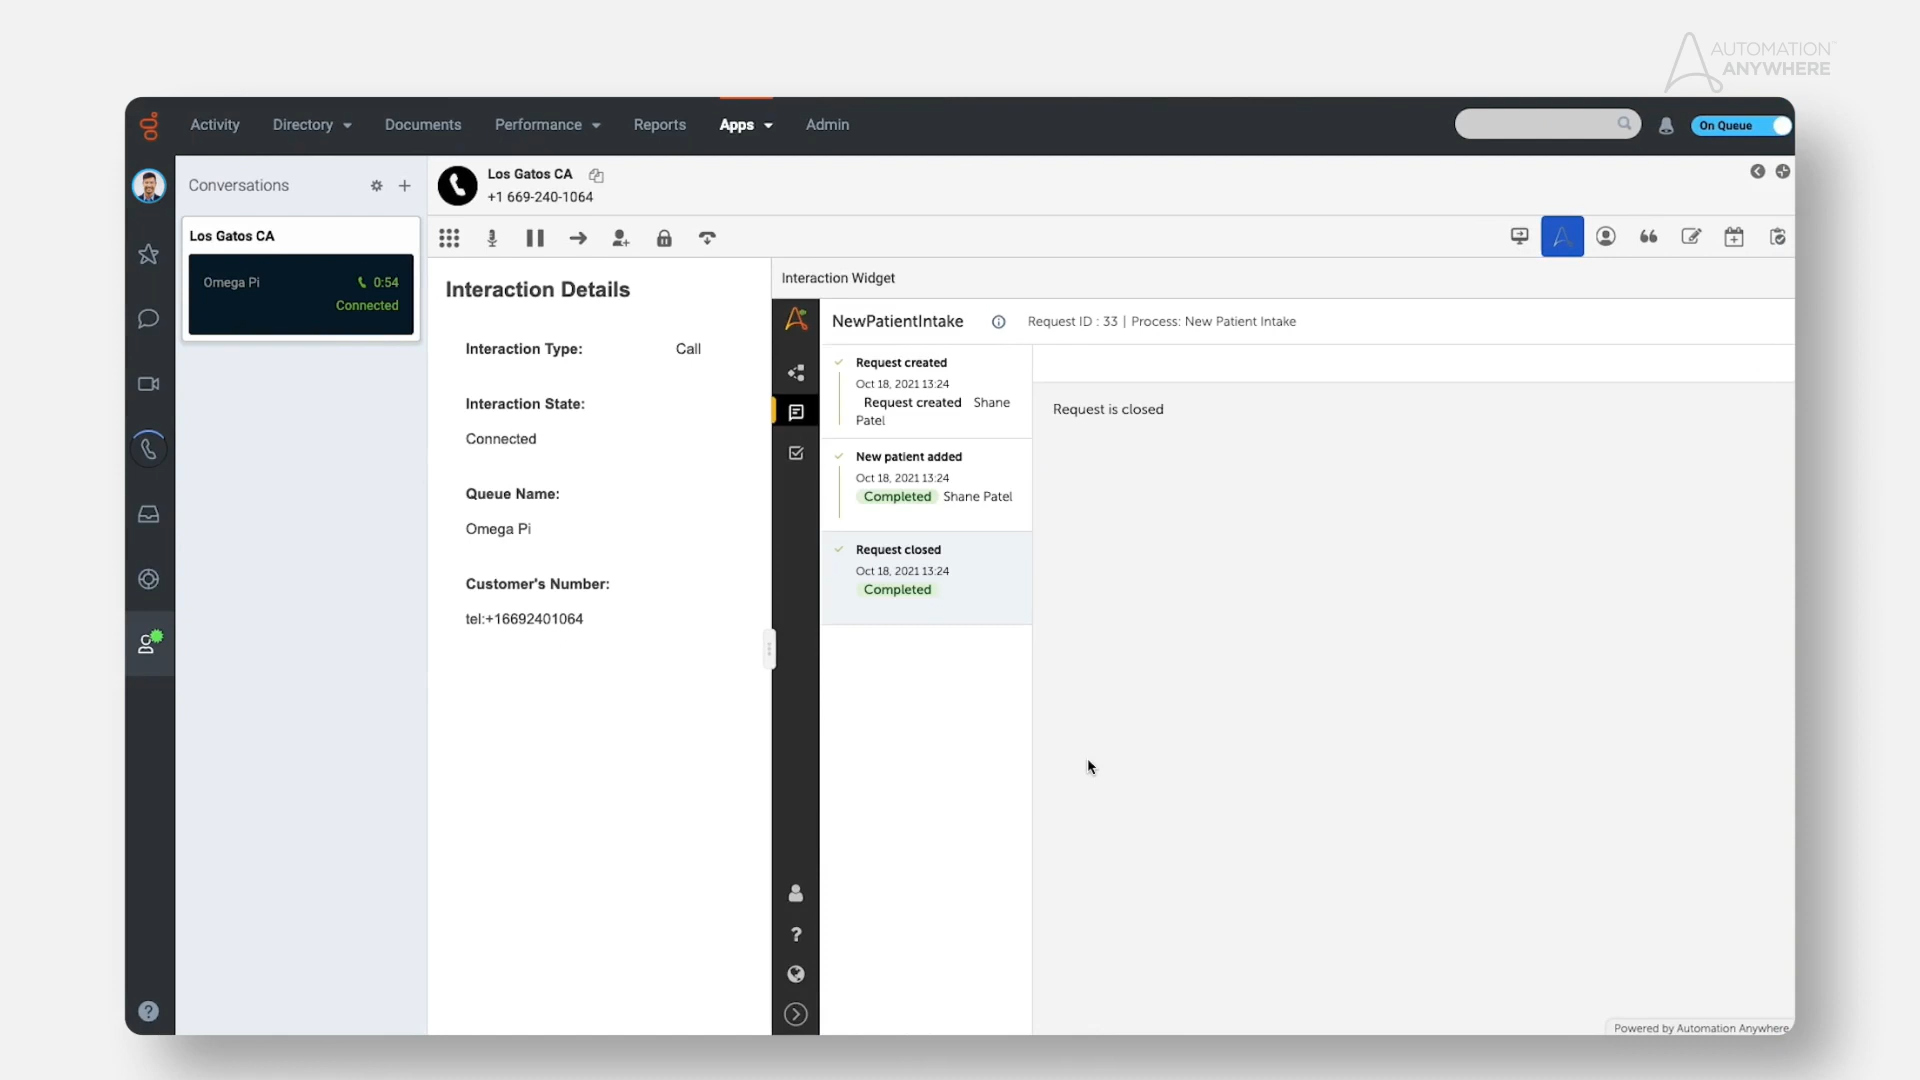 AUTOMATION
ANYWHERE
Activity
Directory
Documents
Performance
Reports
Apps
Admin
On Queue
Conversations
Los Gatos CA
+1 669-240-1064
Los Gatos CA
Omega Pi
0:54
Connected
Interaction Details
Interaction Type: Call
Interaction State:
Connected
Queue Name:
Omega Pi
Customer's Number:
tel:+16692401064
Interaction Widget
NewPatientIntake
Request ID : 33 | Process: New Patient Intake
Request created
Oct 18, 2021 13:24
Request created Shane
Patel
New patient added
Oct 18, 2021 13:24
Completed Shane Patel
Request closed
Oct 18, 2021 13:24
Completed
Request is closed
Powered by Automation Anywhere